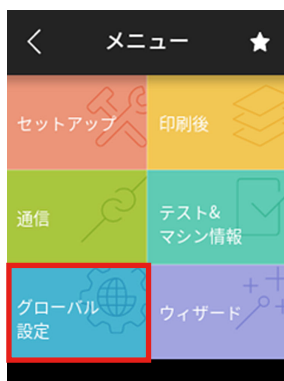 メニュー
セットアップ
印刷後
通信
テスト&
マシン情報
グローバル
設定
ウィザード